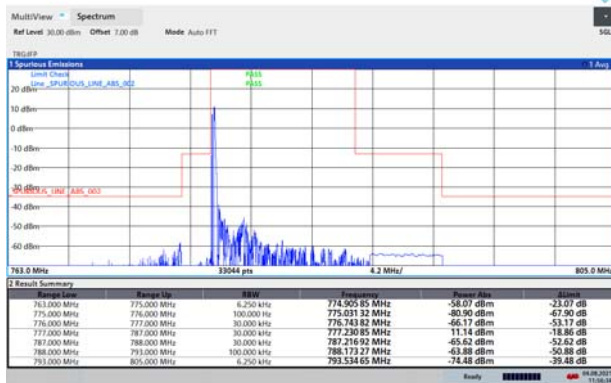 MultiView Spectrum
Ref Level 30.00 dBm Offset 7.00 dB Mode Auto FFT
SGL
TRG:IFP
1 Spurious Emissions 1 Avg
Limit Check PASS
Line _SPURIOUS_LINE_ABS_002 PASS
20 dBm
10 dBm
0 dBm
-10 dBm
-20 dBm
-30 dBm
_SPURIOUS_LINE_ABS_002
-40 dBm
-50 dBm
-60 dBm
763.0 MHz 33044 pts 4.2 MHz/ 805.0 MHz
2 Result Summary
Range Low Range Up RBW Frequency Power Abs ΔLimit
763.000 MHz 775.000 MHz 6.250 kHz 774.905 85 MHz -58.07 dBm -23.07 dB
775.000 MHz 776.000 MHz 100.000 Hz 775.031 32 MHz -80.90 dBm -67.90 dB
776.000 MHz 777.000 MHz 30.000 kHz 776.743 82 MHz -66.17 dBm -53.17 dB
777.000 MHz 787.000 MHz 30.000 kHz 777.230 85 MHz 11.14 dBm -18.86 dB
787.000 MHz 788.000 MHz 30.000 kHz 787.216 92 MHz -65.62 dBm -52.62 dB
788.000 MHz 793.000 MHz 100.000 kHz 788.173 27 MHz -63.88 dBm -50.88 dB
793.000 MHz 805.000 MHz 6.250 kHz 793.534 65 MHz -74.48 dBm -39.48 dB
Ready